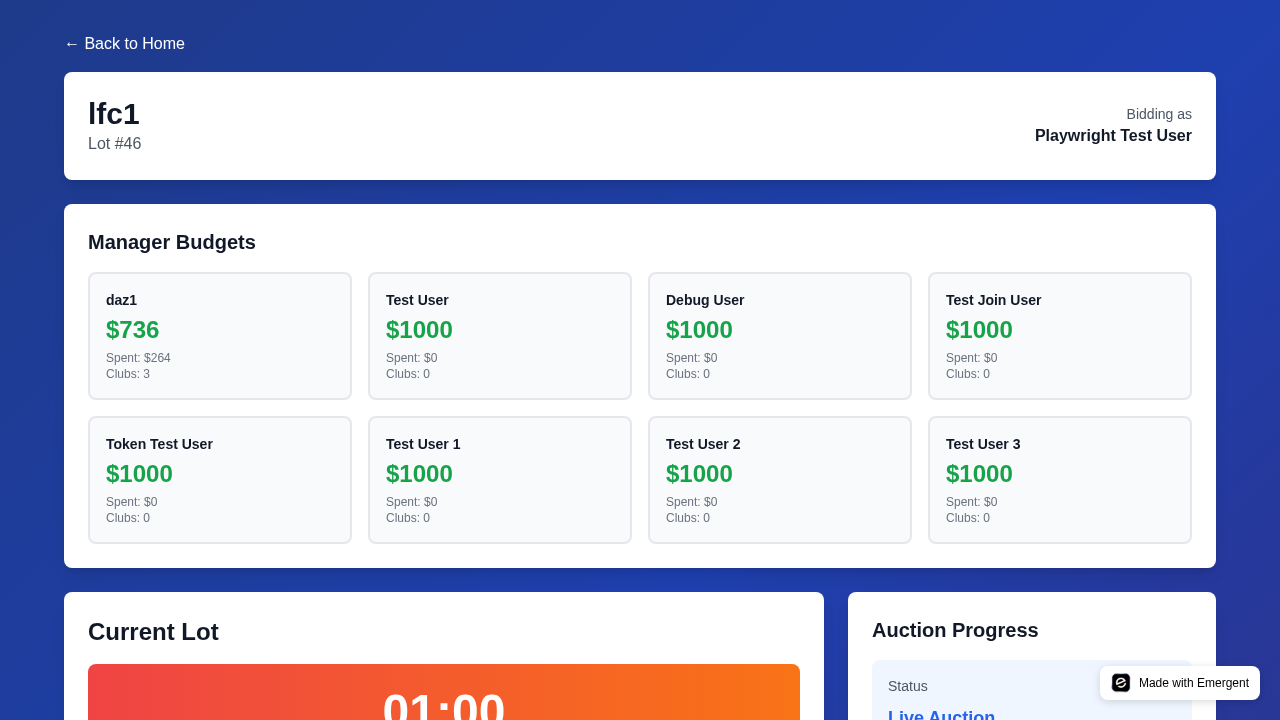 ← Back to Home
lfc1
Lot #46
Bidding as
Playwright Test User
Manager Budgets
daz1
$736
Spent: $264
Clubs: 3
Test User
$1000
Spent: $0
Clubs: 0
Debug User
$1000
Spent: $0
Clubs: 0
Test Join User
$1000
Spent: $0
Clubs: 0
Token Test User
$1000
Spent: $0
Clubs: 0
Test User 1
$1000
Spent: $0
Clubs: 0
Test User 2
$1000
Spent: $0
Clubs: 0
Test User 3
$1000
Spent: $0
Clubs: 0
Current Lot
01:00
Auction Progress
Status
Live Auction
Made with Emergent